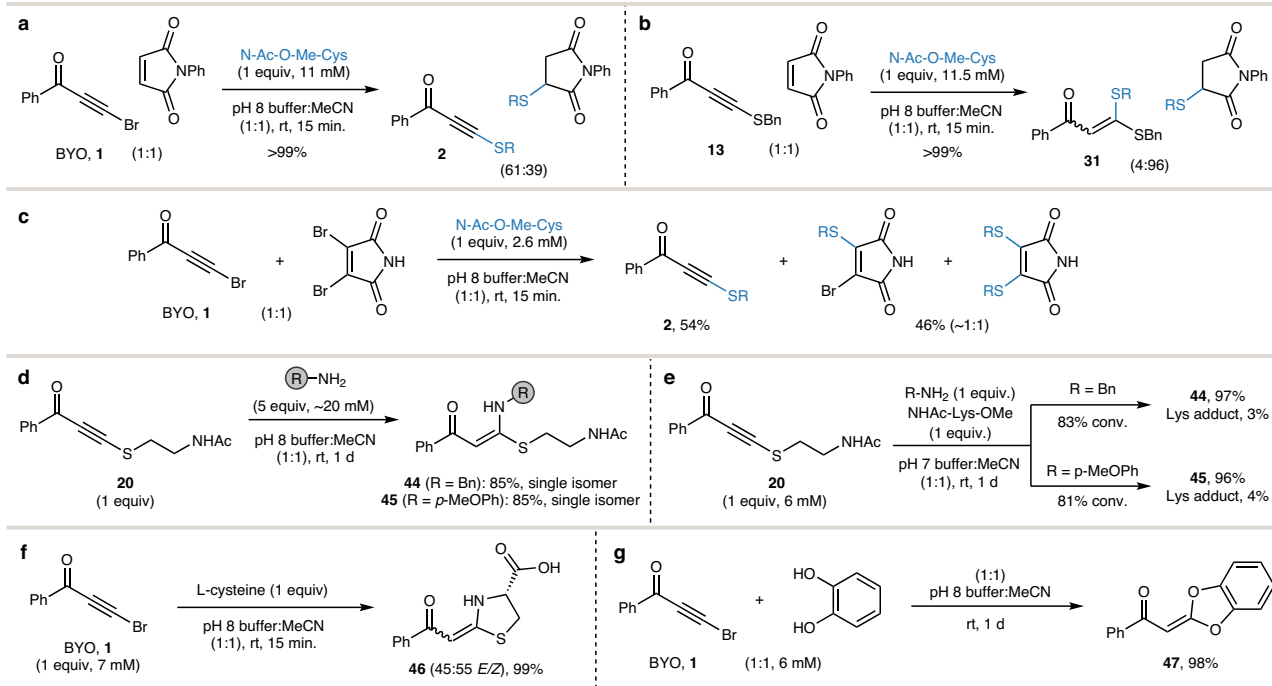 a
O
Ph
Br
BYO, 1
(1:1)
O
N
Ph
O
N-Ac-O-Me-Cys
(1 equiv, 11 mM)
pH 8 buffer:MeCN
(1:1), rt, 15 min.
>99%
O
Ph
SR
2
O
N
Ph
RS
O
(61:39)
b
O
Ph
SBn
13
(1:1)
O
N
Ph
O
N-Ac-O-Me-Cys
(1 equiv, 11.5 mM)
pH 8 buffer:MeCN
(1:1), rt, 15 min.
>99%
O
SR
Ph
SBn
31
O
N
Ph
RS
O
(4:96)
c
O
Ph
Br
BYO, 1
+
(1:1)
Br
O
NH
Br
O
N-Ac-O-Me-Cys
(1 equiv, 2.6 mM)
pH 8 buffer:MeCN
(1:1), rt, 15 min.
O
Ph
SR
2, 54%
+
RS
O
NH
Br
O
+
RS
O
NH
RS
O
46% (~1:1)
d
O
Ph
S
NHAc
20
(1 equiv)
R NH2
(5 equiv, ~20 mM)
pH 8 buffer:MeCN
(1:1), rt, 1 d
R
O
HN
Ph
S
NHAc
44 (R = Bn): 85%, single isomer
45 (R = p-MeOPh): 85%, single isomer
e
O
Ph
S
NHAc
20
(1 equiv, 6 mM)
R-NH2 (1 equiv.)
NHAc-Lys-OMe
(1 equiv.)
pH 7 buffer:MeCN
(1:1), rt, 1 d
R = Bn
83% conv.
44, 97%
Lys adduct, 3%
R = p-MeOPh
81% conv.
45, 96%
Lys adduct, 4%
f
O
Ph
Br
BYO, 1
(1 equiv, 7 mM)
L-cysteine (1 equiv)
pH 8 buffer:MeCN
(1:1), rt, 15 min.
O
OH
O
HN
Ph
S
46 (45:55 E/Z), 99%
g
O
Ph
Br
BYO, 1
+
HO
HO
(1:1, 6 mM)
(1:1)
pH 8 buffer:MeCN
rt, 1 d
O
O
Ph
O
47, 98%